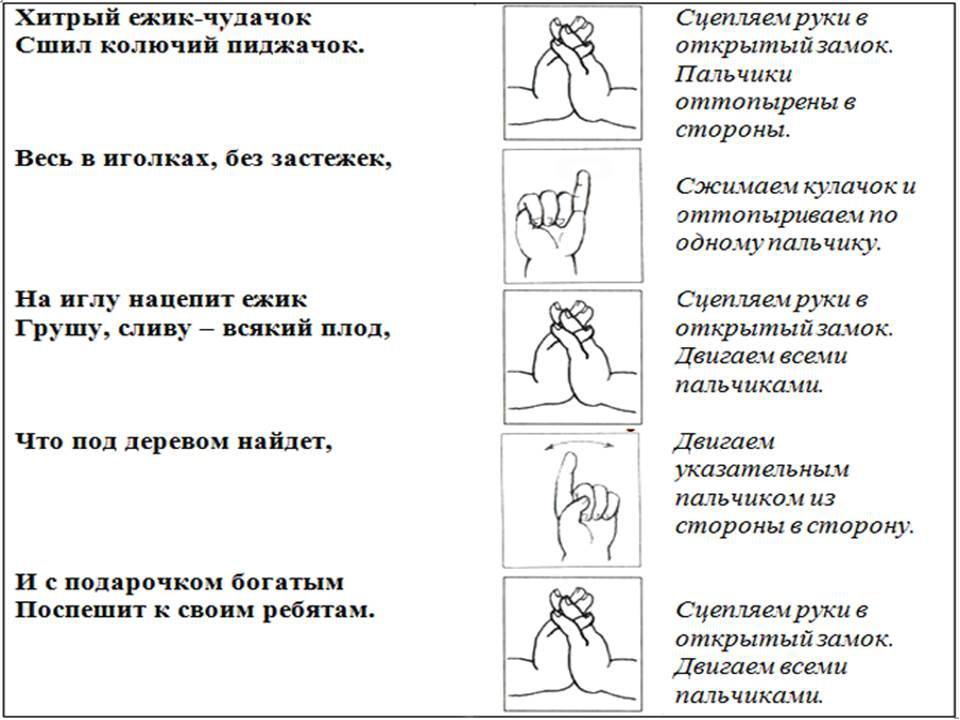 Хитрый ежик-чудачок
Сшил колючий пиджачок.
Сцепляем руки в
открытый замок.
Пальчики
оттопырены в
стороны.
Весь в иголках, без застежек,
Сжимаем кулачок и
оттопыриваем по
одному пальчику.
На иглу нацепит ежик
Грушу, сливу – всякий плод,
Сцепляем руки в
открытый замок.
Двигаем всеми
пальчиками.
Что под деревом найдет,
Двигаем
указательным
пальчиком из
стороны в сторону.
И с подарочком богатым
Поспешит к своим ребятам.
Сцепляем руки в
открытый замок.
Двигаем всеми
пальчиками.